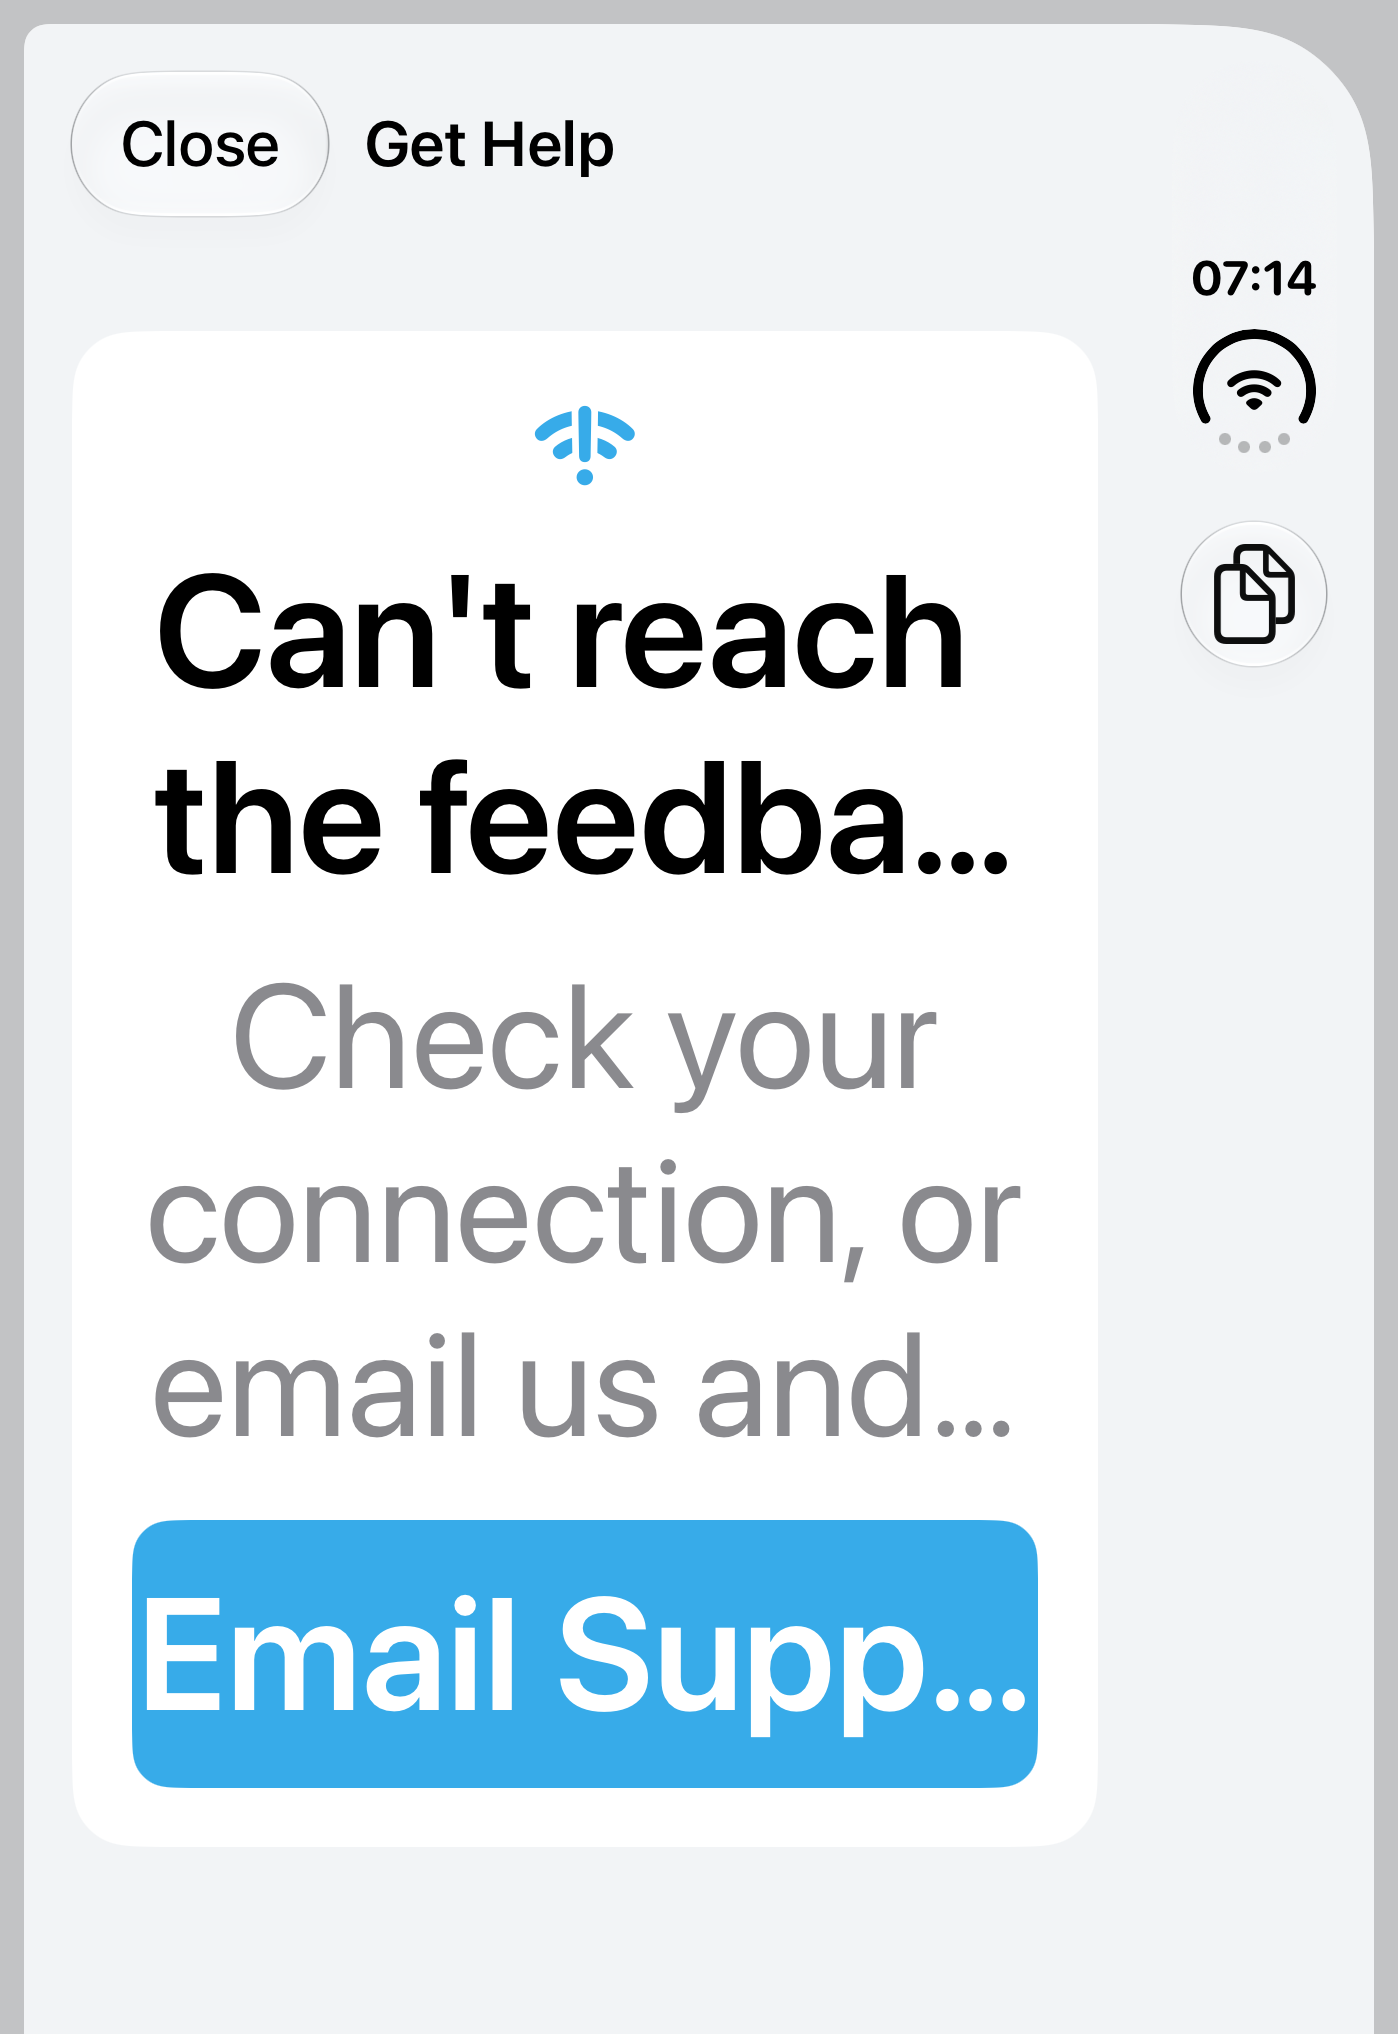 Close Get Help
07:14
Can't reach
the feedba…
Check your
connection, or
email us and…
Email Supp…